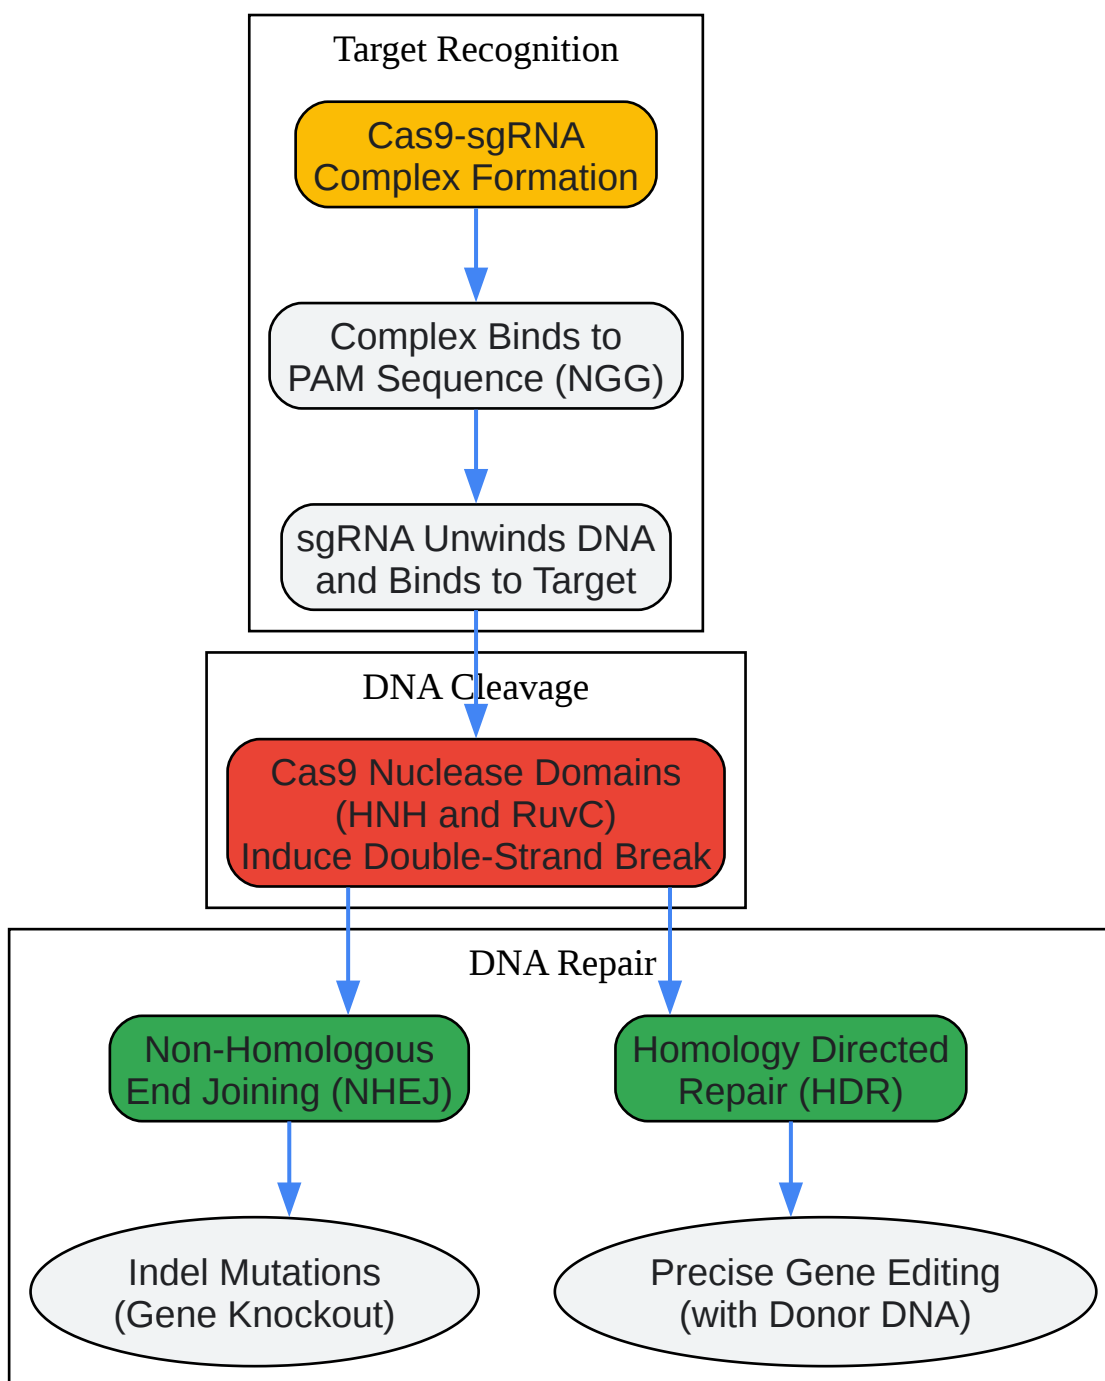 Target Recognition
Cas9-sgRNA
Complex Formation
Complex Binds to
PAM Sequence (NGG)
sgRNA Unwinds DNA
and Binds to Target
DNA Cleavage
Cas9 Nuclease Domains
(HNH and RuvC)
Induce Double-Strand Break
DNA Repair
Non-Homologous
End Joining (NHEJ)
Homology Directed
Repair (HDR)
Indel Mutations
(Gene Knockout)
Precise Gene Editing
(with Donor DNA)